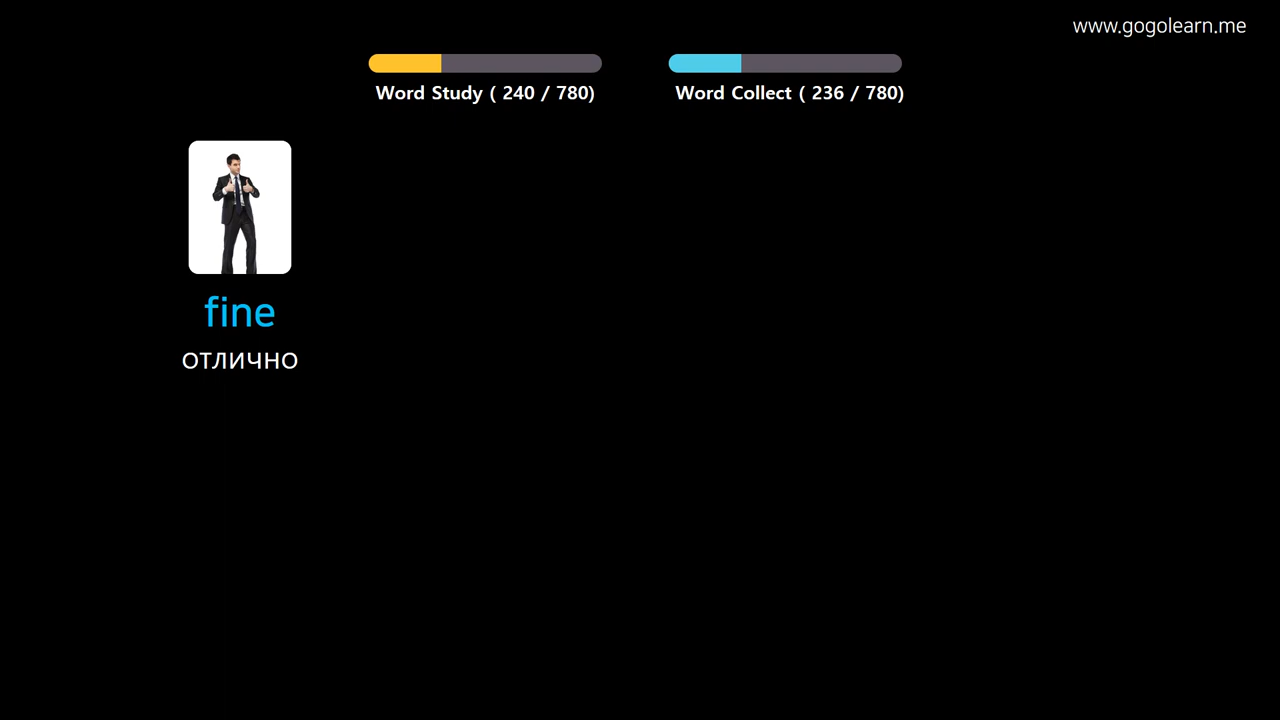 www.gogolearn.me
Word Study ( 240 / 780)
Word Collect ( 236 / 780)
fine
отлично